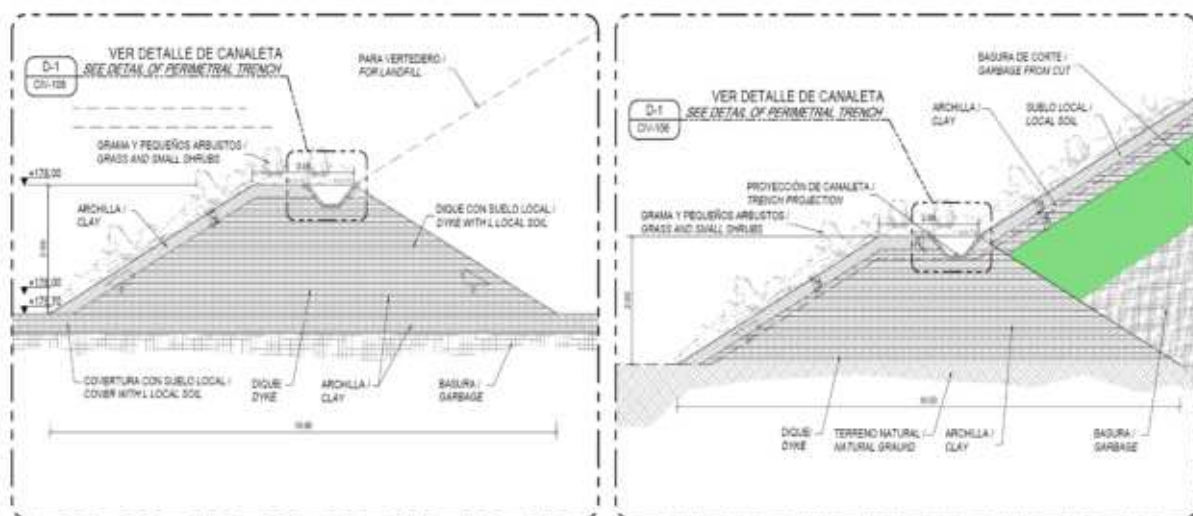 VER DETALLE DE CANALETA
SEE DETAIL OF PERIMETRAL TRENCH
D-1
CIV-106
PARA VERTEDERO /
FOR LANDFILL
GRAMA Y PEQUEÑOS ARBUSTOS /
GRASS AND SMALL SHRUBS
+178,00
ARCHILLA /
CLAY
DIQUE CON SUELO LOCAL /
DYKE WITH L LOCAL SOIL
COVERTURA CON SUELO LOCAL /
COVER WITH L LOCAL SOIL
DIQUE/
DYKE
ARCHILLA /
CLAY
BASURA /
GARBAGE
BASURA DE CORTE /
GARBAGE FROM CUT
VER DETALLE DE CANALETA
SEE DETAIL OF PERIMETRAL TRENCH
D-1
CIV-106
ARCHILLA /
CLAY
SUELO LOCAL /
LOCAL SOIL
PROYECCIÓN DE CANALETA /
TRENCH PROJECTION
GRAMA Y PEQUEÑOS ARBUSTOS /
GRASS AND SMALL SHRUBS
DIQUE/
DYKE
TERRENO NATURAL /
NATURAL GRAUND
ARCHILLA /
CLAY
BASURA /
GARBAGE